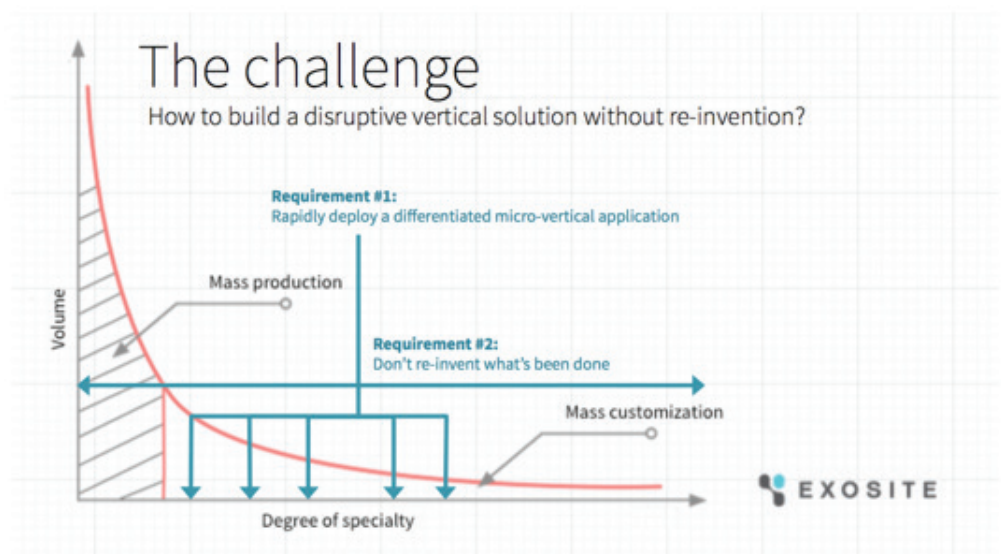 The challenge
How to build a disruptive vertical solution without re-invention?
Requirement #1:
Rapidly deploy a differentiated micro-vertical application
Mass production
Volume
Requirement #2:
Don't re-invent what's been done
Mass customization
EXOSITE
Degree of specialty